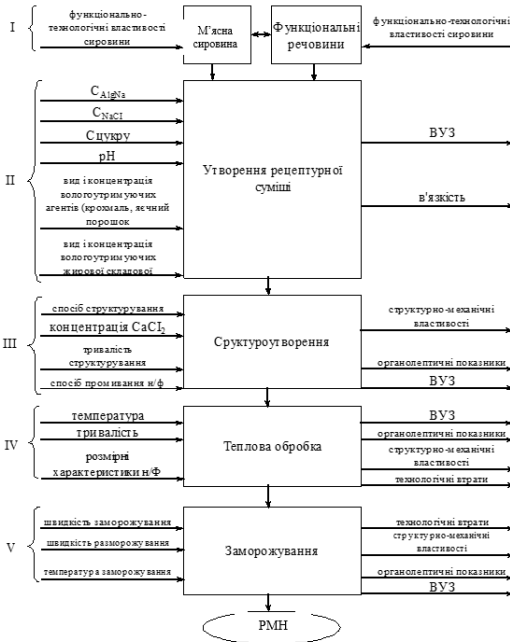 I
функціонально-
технологічні властивості
сировини
М'ясна
сировина
Функціональні
речовини
функціонально-технологічні
властивості сировини
II
C AlgNa
C NaCl
C цукру
pH
вид і концентрація
вологоутримуючих
агентів (крохмаль, яєчний
порошок
вид і концентрація
вологоутримуючих
жирової складової
Утворення рецептурної
суміші
ВУЗ
в'язкість
III
спосіб структурування
концентрація CaCl2
тривалість
структурування
спосіб промивання н/ф
Сруктуроутворення
структурно-механічні
властивості
органолептичні показники
ВУЗ
IV
температура
тривалість
розмірні
характеристики н/Ф
Теплова обробка
ВУЗ
органолептичні показники
структурно-механічні
властивості
технологічні втрати
V
швидкість заморожування
швидкість разморожування
температура заморожування
Заморожування
технологічні втрати
структурно-механічні
властивості
органолептичні показники
ВУЗ
РМН